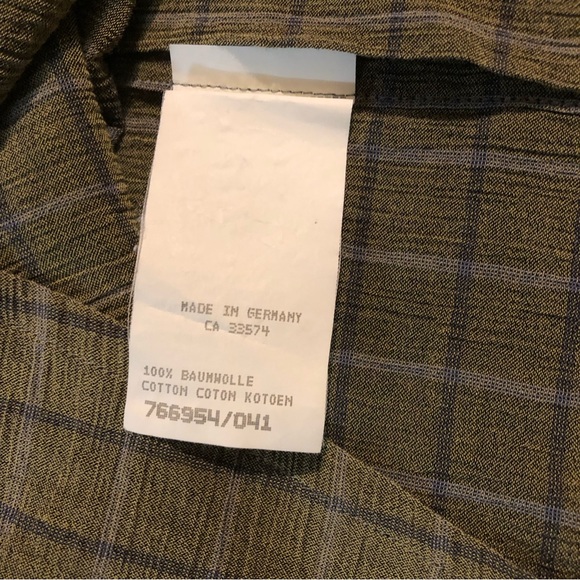 MADE IN GERMANY
CA 33574
100% BAUMWOLLE
COTTON COTON KOTOEN
766954/041